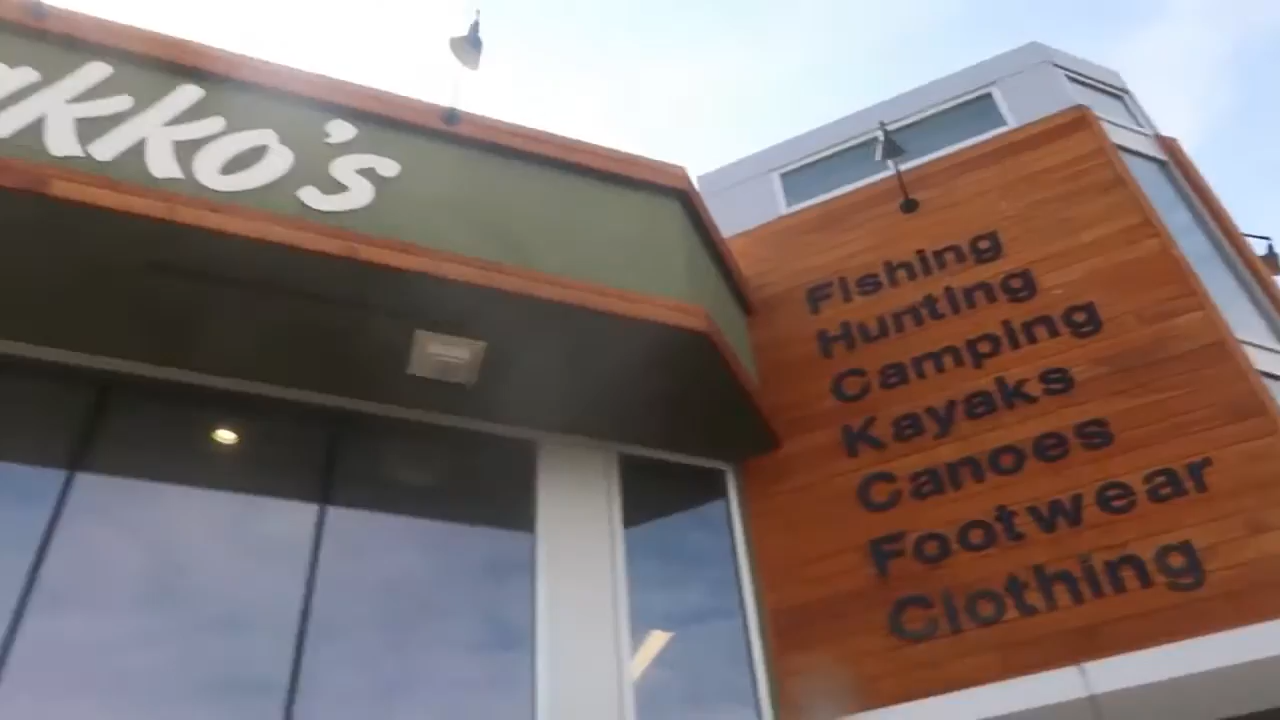 akko's
Fishing
Hunting
Camping
Kayaks
Canoes
Footwear
Clothing